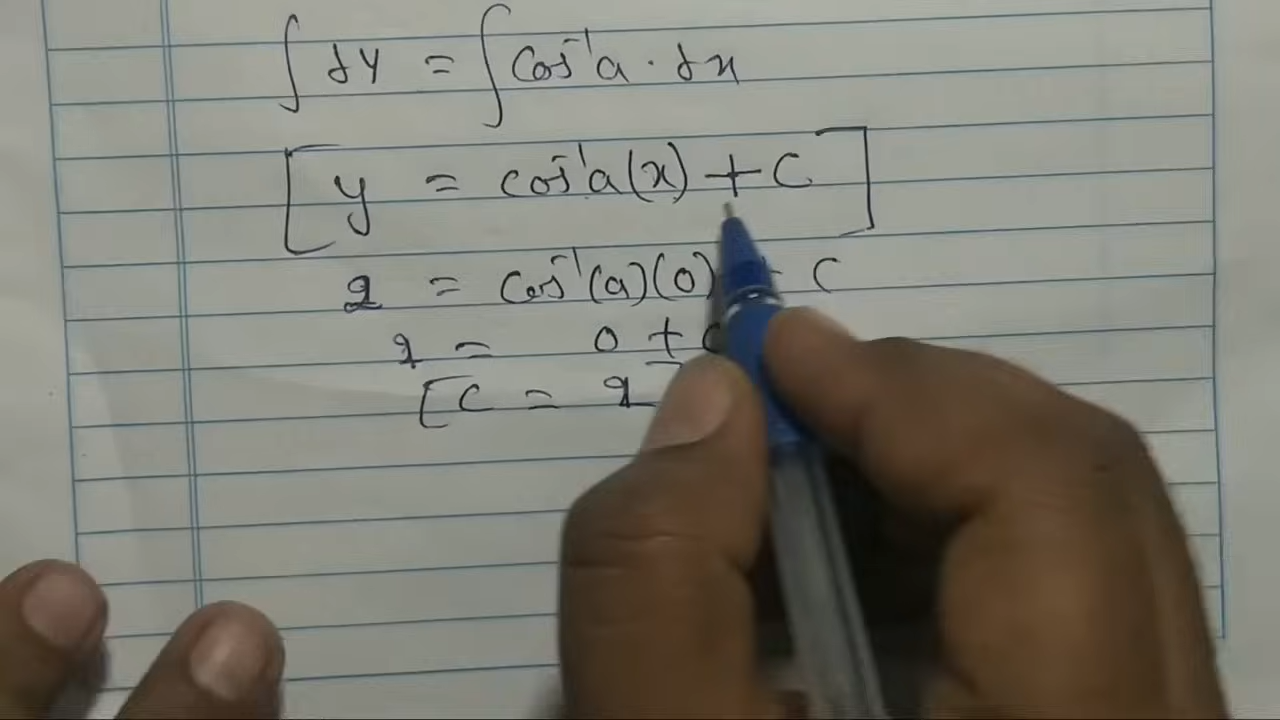 ∫ dy = ∫ cos⁻¹a · dx
[ y = cos⁻¹a(x) + c ]
2 = cos⁻¹(a)(0) + c
2 = 0 + c
[ c = 2